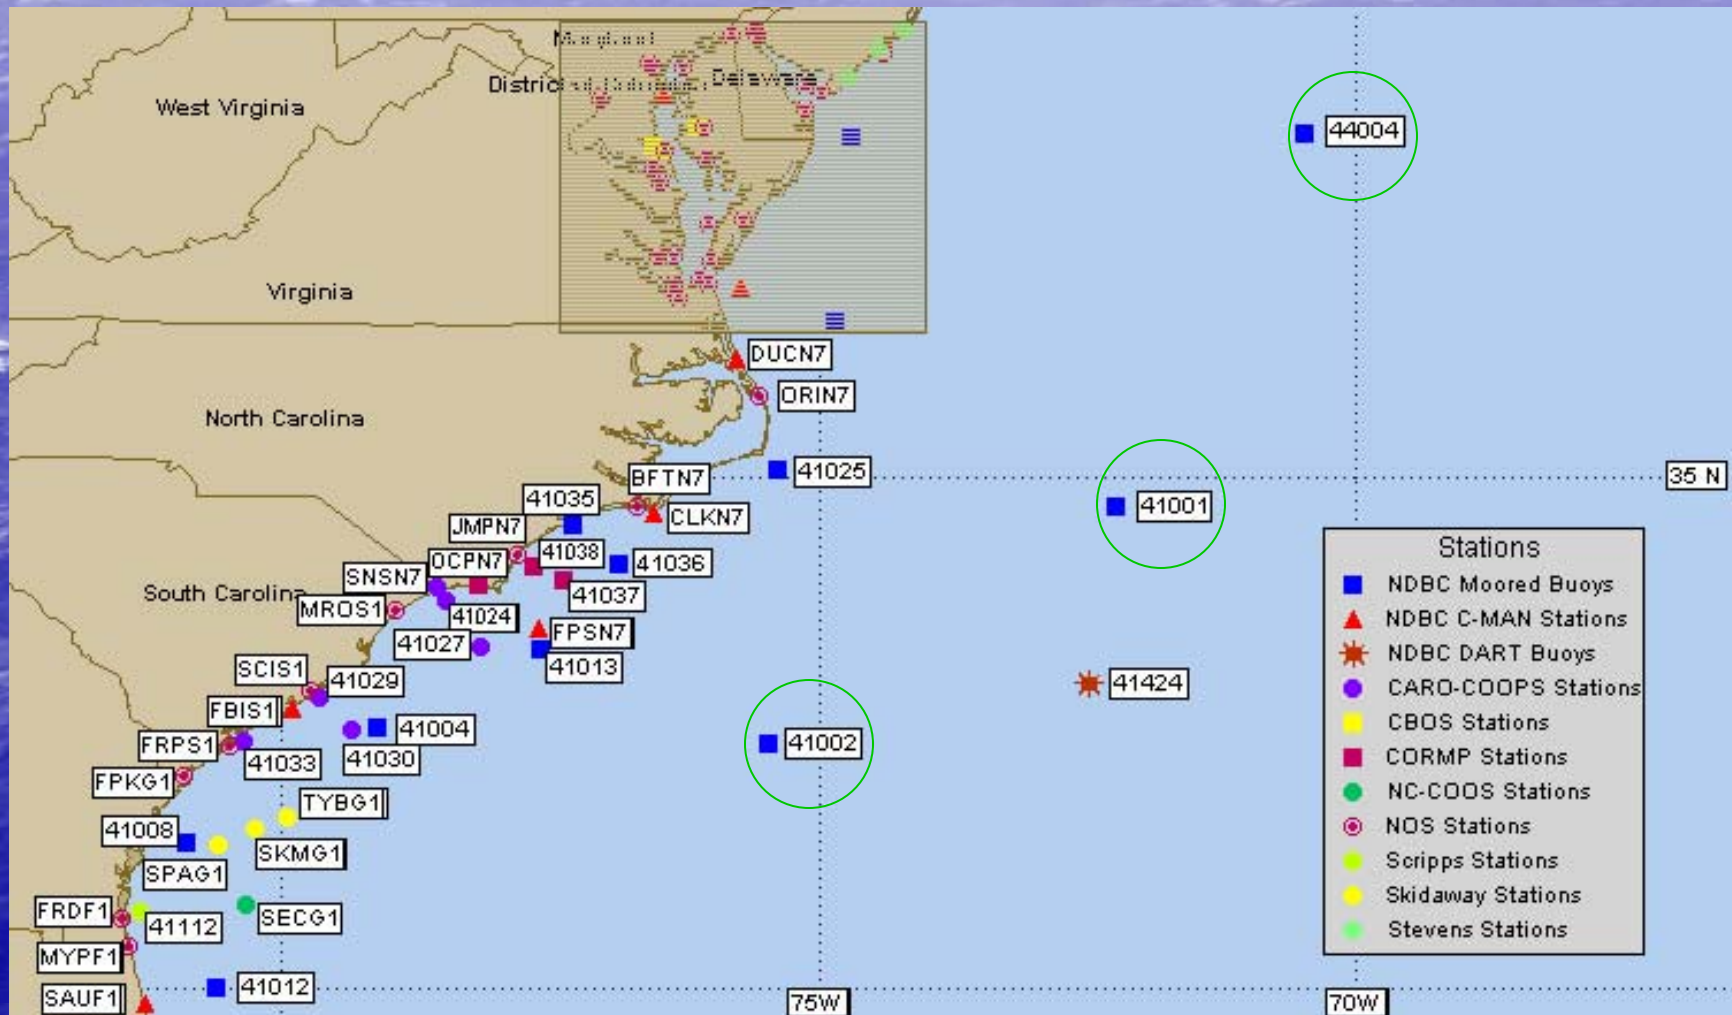 Maryland
District of Columbia
Delaware
West Virginia
44004
Virginia
DUCN7
ORIN7
North Carolina
BFTN7
41025
35 N
41035
41001
JMPN7
CLKN7
OCPN7
41038
41036
SNSN7
41037
South Carolina
MROS1
41024
41027
FPSN7
41013
SCIS1
41029
41424
FBIS1
41004
FRPS1
41002
41033
41030
FPKG1
TYBG1
41008
SKMG1
SPAG1
FRDF1
41112
SECG1
MYPF1
41012
SAUF1
75W
70W
Stations
NDBC Moored Buoys
NDBC C-MAN Stations
NDBC DART Buoys
CARO-COOPS Stations
CBOS Stations
CORMP Stations
NC-COOS Stations
NOS Stations
Scripps Stations
Skidaway Stations
Stevens Stations